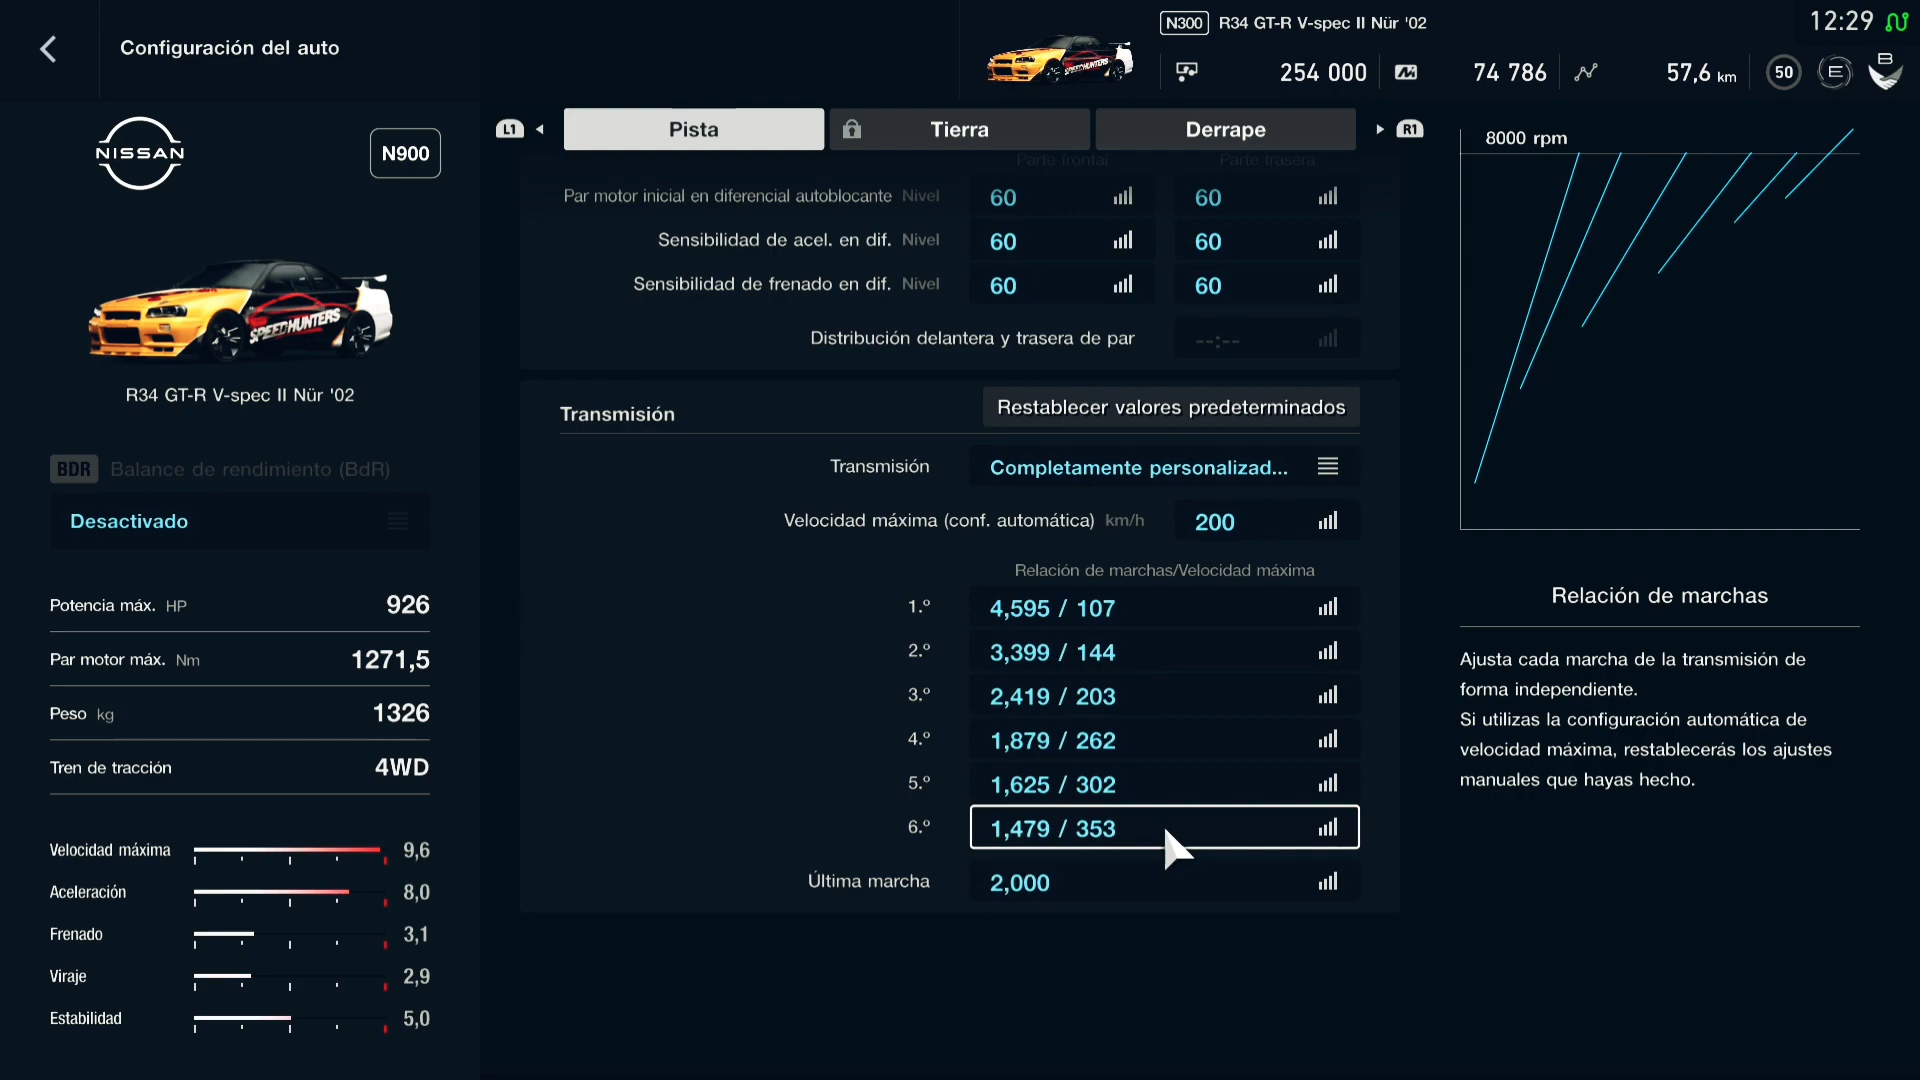 Configuración del auto
N300 R34 GT-R V-spec II Nür '02
12:29
254 000
74 786
57,6 km
50
E
B
L1
Pista
Tierra
Derrape
R1
NISSAN
N900
SPEEDHUNTERS
R34 GT-R V-spec II Nür '02
BDR Balance de rendimiento (BdR)
Desactivado
Potencia máx. HP 926
Par motor máx. Nm 1271,5
Peso kg 1326
Tren de tracción 4WD
Velocidad máxima 9,6
Aceleración 8,0
Frenado 3,1
Viraje 2,9
Estabilidad 5,0
Parte frontal Parte trasera
Par motor inicial en diferencial autoblocante Nivel 60 60
Sensibilidad de acel. en dif. Nivel 60 60
Sensibilidad de frenado en dif. Nivel 60 60
Distribución delantera y trasera de par --:--
Transmisión Restablecer valores predeterminados
Transmisión Completamente personalizad...
Velocidad máxima (conf. automática) km/h 200
Relación de marchas/Velocidad máxima
1.º 4,595 / 107
2.º 3,399 / 144
3.º 2,419 / 203
4.º 1,879 / 262
5.º 1,625 / 302
6.º 1,479 / 353
Última marcha 2,000
8000 rpm
Relación de marchas
Ajusta cada marcha de la transmisión de
forma independiente.
Si utilizas la configuración automática de
velocidad máxima, restablecerás los ajustes
manuales que hayas hecho.